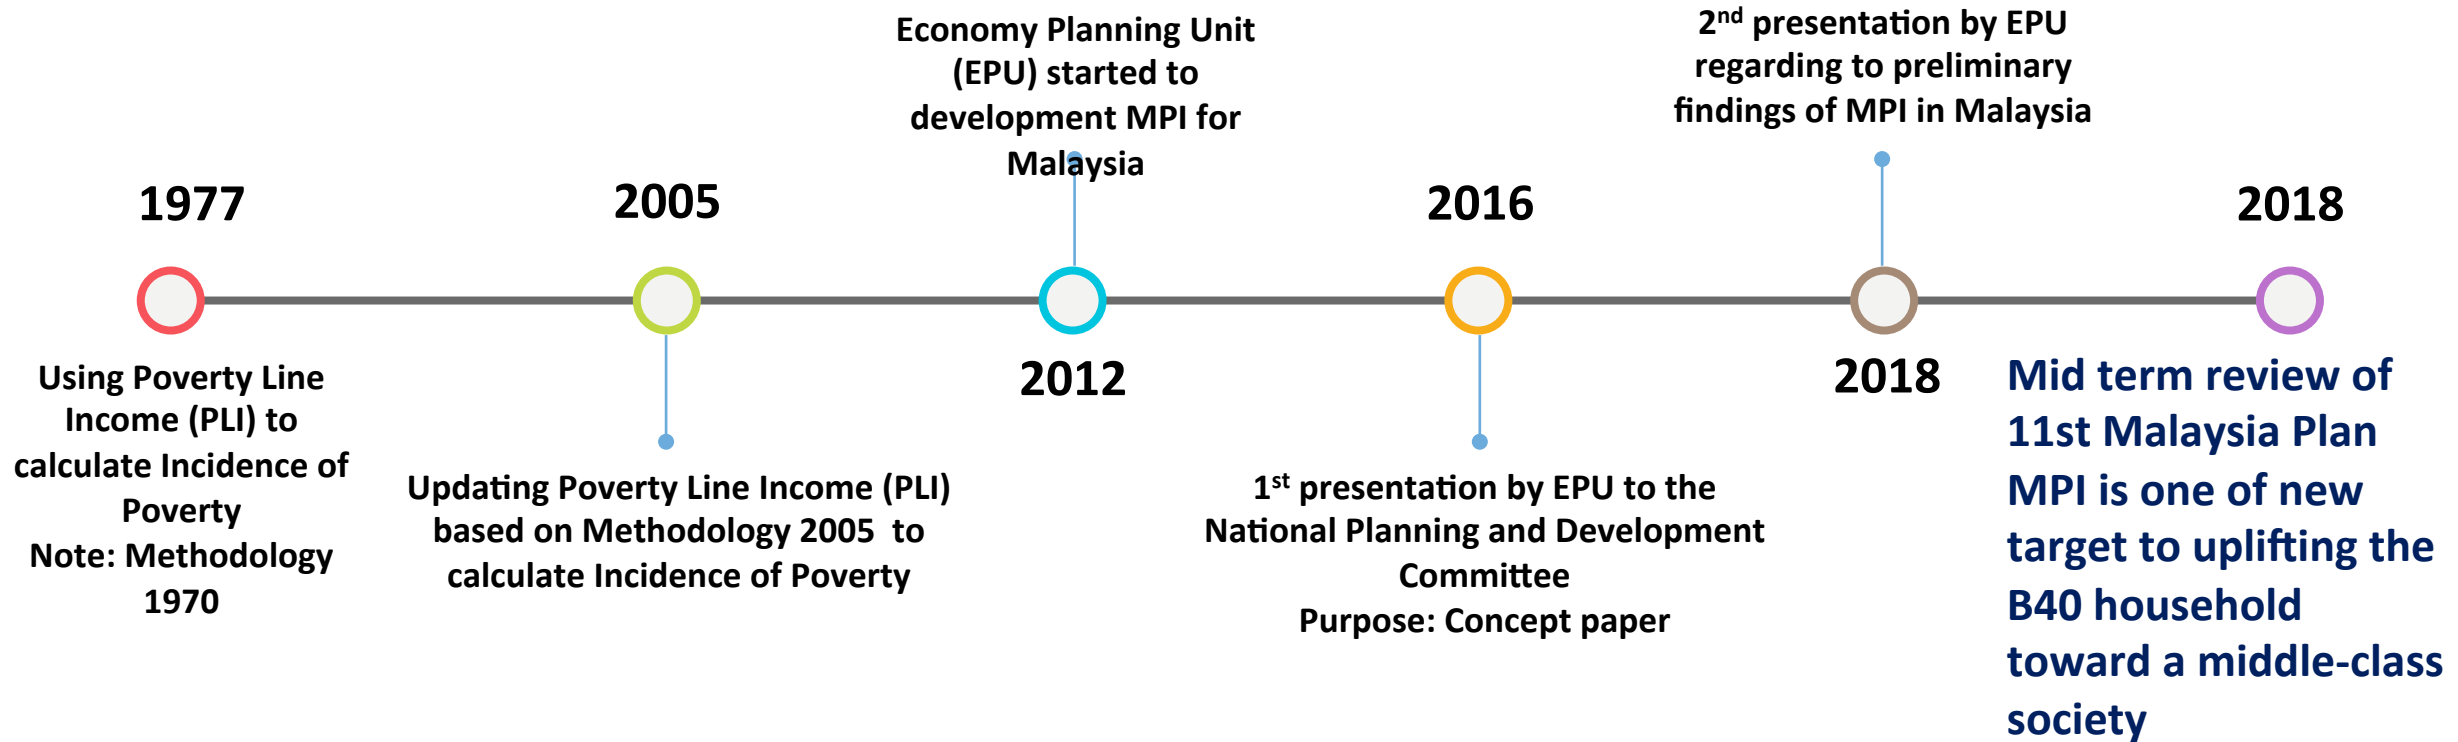 1977
Using Poverty Line
Income (PLI) to
calculate Incidence of
Poverty
Note: Methodology
1970
2005
Updating Poverty Line Income (PLI)
based on Methodology 2005 to
calculate Incidence of Poverty
Economy Planning Unit
(EPU) started to
development MPI for
Malaysia
2012
2016
1st presentation by EPU to the
National Planning and Development
Committee
Purpose: Concept paper
2nd presentation by EPU
regarding to preliminary
findings of MPI in Malaysia
2018
2018
Mid term review of
11st Malaysia Plan
MPI is one of new
target to uplifting the
B40 household
toward a middle-class
society